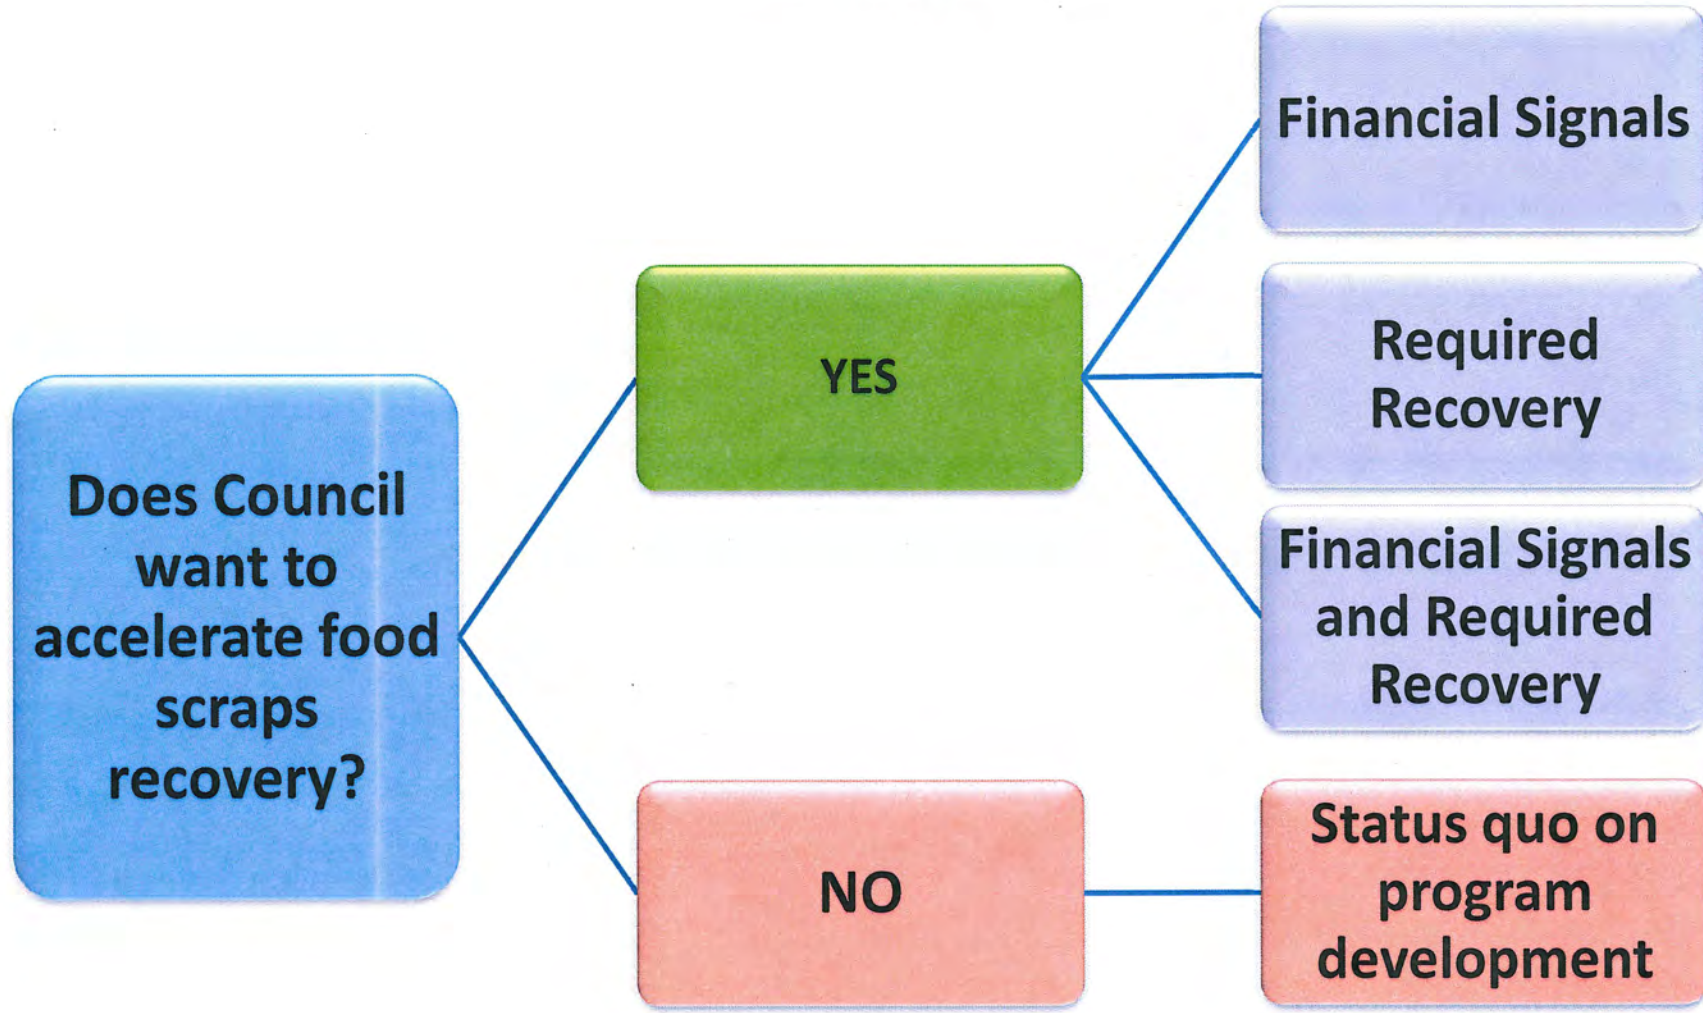 Does Council
want to
accelerate food
scraps
recovery?
YES
Financial Signals
Required
Recovery
Financial Signals
and Required
Recovery
NO
Status quo on
program
development